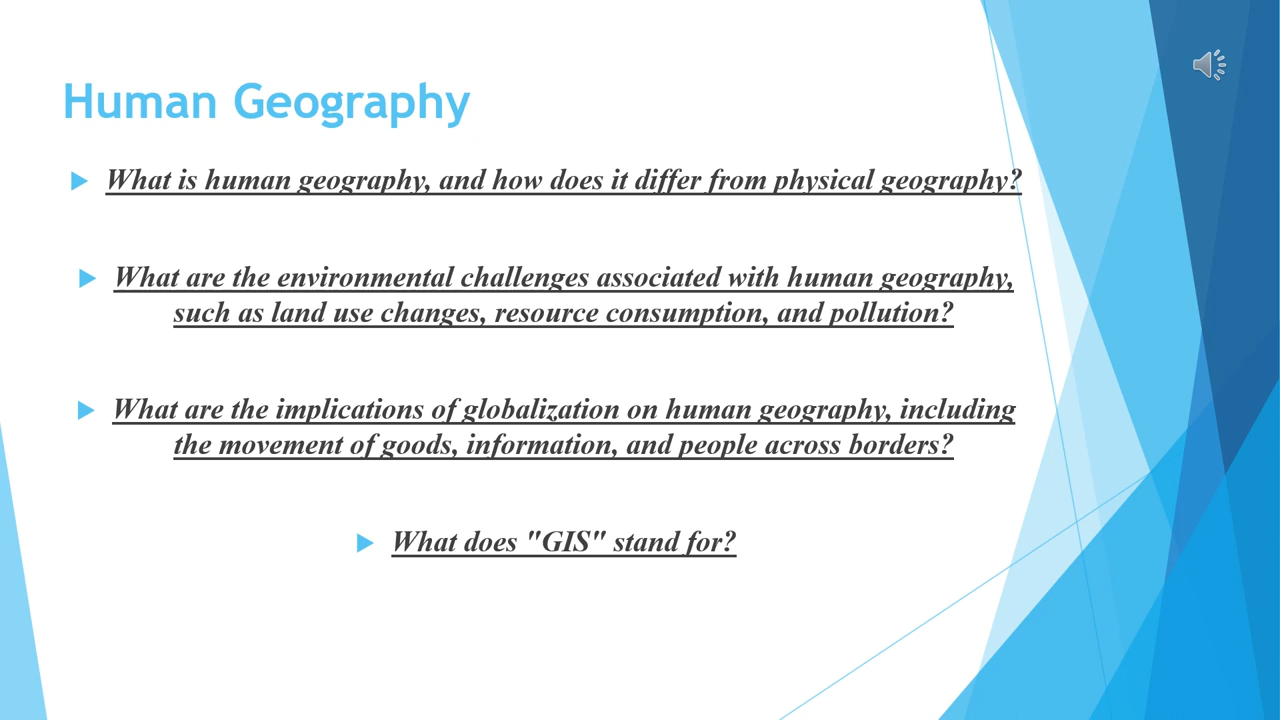 Human Geography
What is human geography, and how does it differ from physical geography?
What are the environmental challenges associated with human geography,
such as land use changes, resource consumption, and pollution?
What are the implications of globalization on human geography, including
the movement of goods, information, and people across borders?
What does "GIS" stand for?